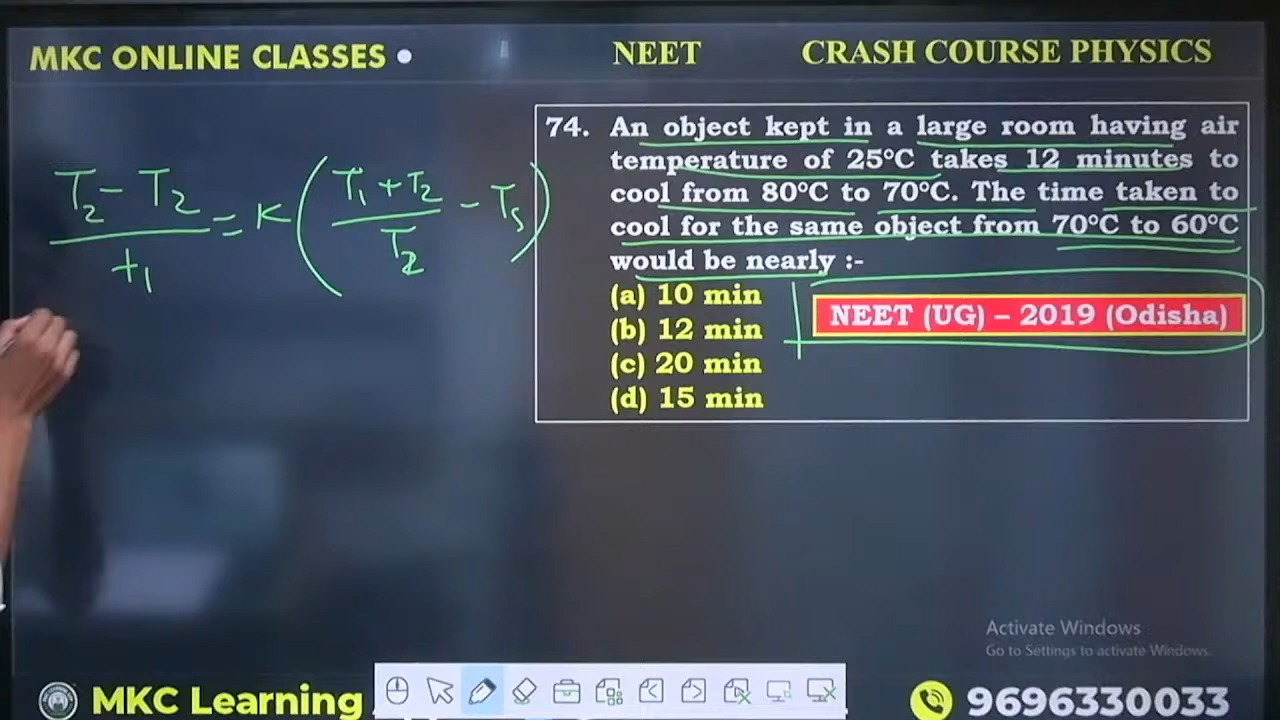 MKC ONLINE CLASSES •
NEET
CRASH COURSE PHYSICS
T₂ - T₂
t₁
= K (
T₁ + T₂
T₂
- Tₛ )
74. An object kept in a large room having air
temperature of 25°C takes 12 minutes to
cool from 80°C to 70°C. The time taken to
cool for the same object from 70°C to 60°C
would be nearly :-
(a) 10 min
(b) 12 min
(c) 20 min
(d) 15 min
NEET (UG) – 2019 (Odisha)
Activate Windows
Go to Settings to activate Windows.
MKC Learning
9696330033